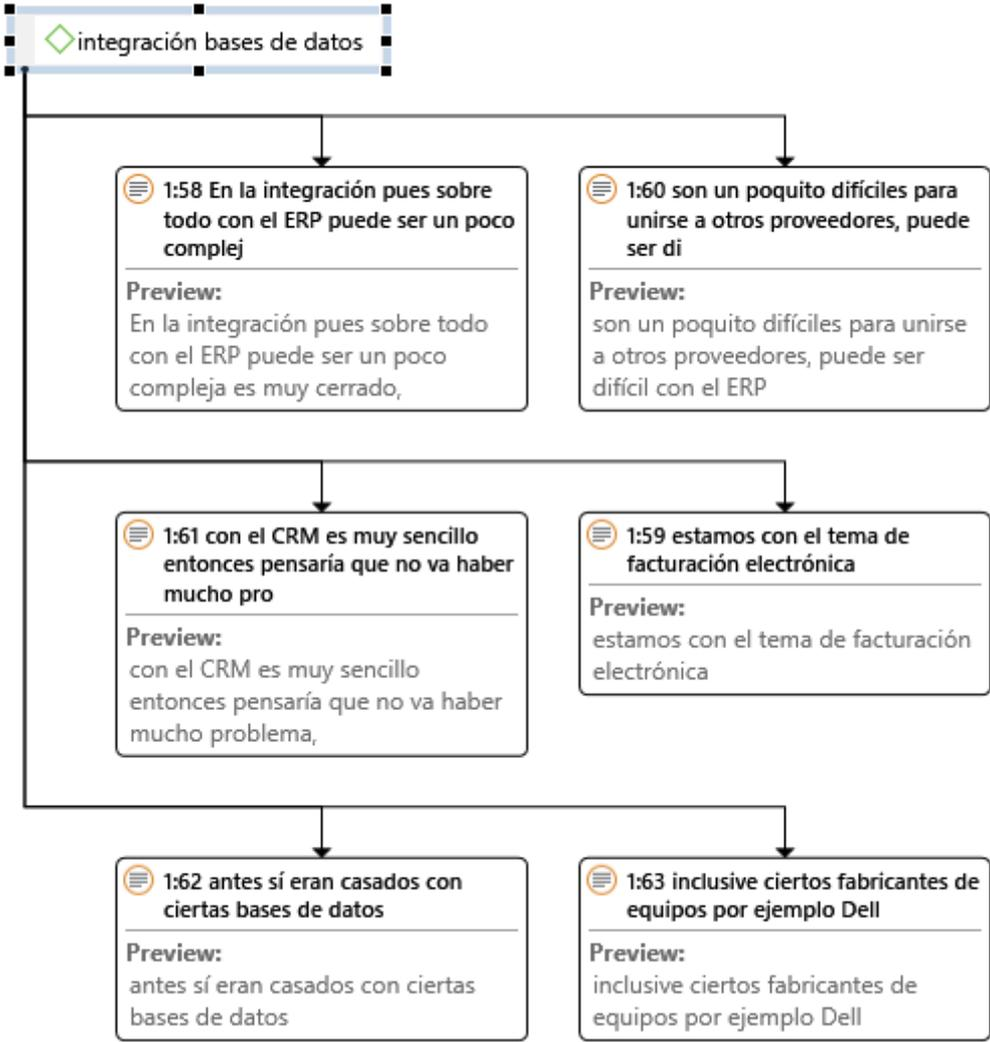 integración bases de datos
1:58 En la integración pues sobre
todo con el ERP puede ser un poco
complej
Preview:
En la integración pues sobre todo
con el ERP puede ser un poco
compleja es muy cerrado,
1:60 son un poquito difíciles para
unirse a otros proveedores, puede
ser di
Preview:
son un poquito difíciles para unirse
a otros proveedores, puede ser
difícil con el ERP
1:61 con el CRM es muy sencillo
entonces pensaría que no va haber
mucho pro
Preview:
con el CRM es muy sencillo
entonces pensaría que no va haber
mucho problema,
1:59 estamos con el tema de
facturación electrónica
Preview:
estamos con el tema de facturación
electrónica
1:62 antes sí eran casados con
ciertas bases de datos
Preview:
antes sí eran casados con ciertas
bases de datos
1:63 inclusive ciertos fabricantes de
equipos por ejemplo Dell
Preview:
inclusive ciertos fabricantes de
equipos por ejemplo Dell